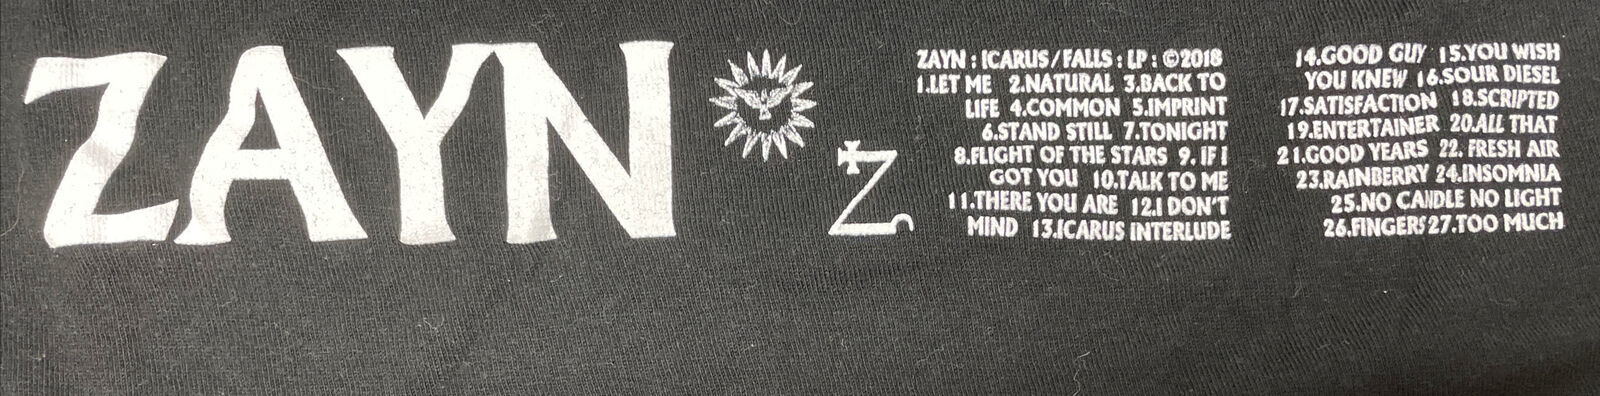 ZAYN
Z
ZAYN : ICARUS/FALLS : LP : ©2018
1.LET ME 2.NATURAL 3.BACK TO
LIFE 4.COMMON 5.IMPRINT
6.STAND STILL 7.TONIGHT
8.FLIGHT OF THE STARS 9. IF I
GOT YOU 10.TALK TO ME
11.THERE YOU ARE 12.I DON'T
MIND 13.ICARUS INTERLUDE
14.GOOD GUY 15.YOU WISH
YOU KNEW 16.SOUR DIESEL
17.SATISFACTION 18.SCRIPTED
19.ENTERTAINER 20.ALL THAT
21.GOOD YEARS 22. FRESH AIR
23.RAINBERRY 24.INSOMNIA
25.NO CANDLE NO LIGHT
26.FINGERS 27.TOO MUCH